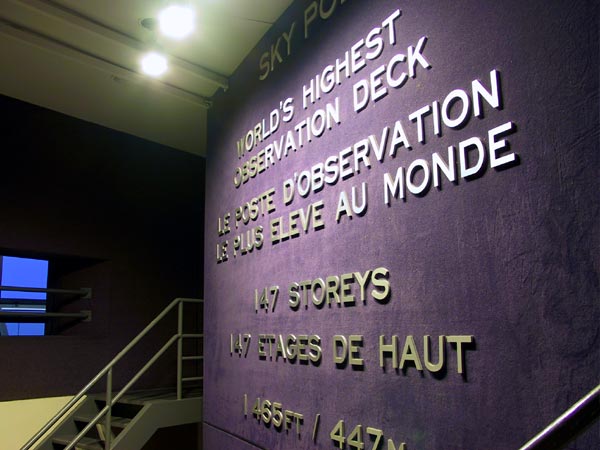 SKY PO
WORLD'S HIGHEST
OBSERVATION DECK
LE POSTE D'OBSERVATION
LE PLUS ELEVE AU MONDE
147 STOREYS
147 ETAGES DE HAUT
1 465FT / 447M